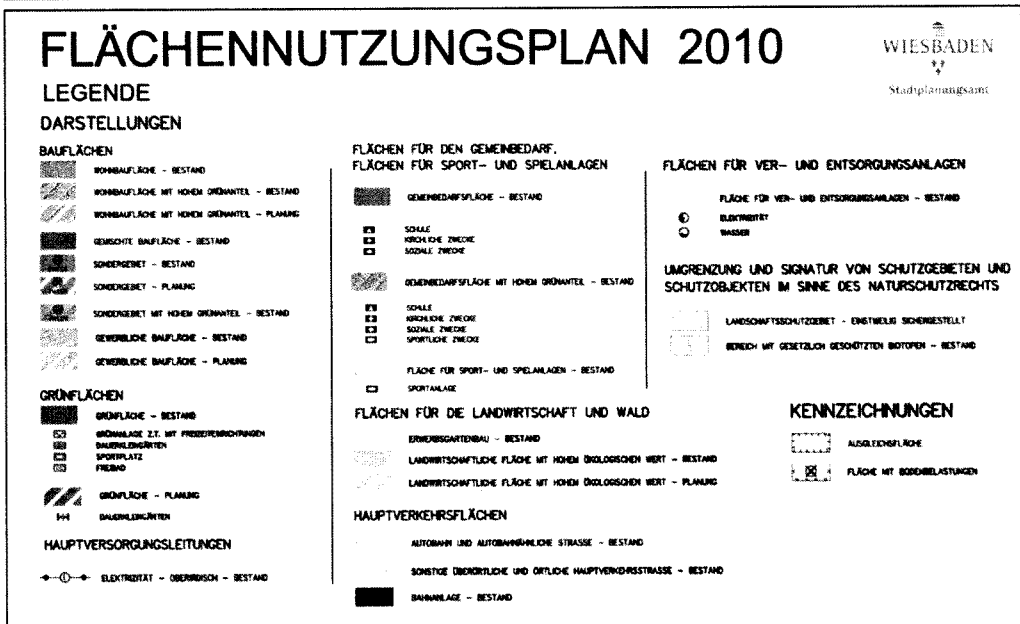 FLÄCHENNUTZUNGSPLAN 2010
WIESBADEN
Stadtplanungsamt
LEGENDE
DARSTELLUNGEN
BAUFLÄCHEN
WOHNBAUFLÄCHE – BESTAND
WOHNBAUFLÄCHE MIT HOHEM GRÜNANTEIL – BESTAND
WOHNBAUFLÄCHE MIT HOHEM GRÜNANTEIL – PLANUNG
GEMISCHTE BAUFLÄCHE – BESTAND
SONDERGEBIET – BESTAND
SONDERGEBIET – PLANUNG
SONDERGEBIET MIT HOHEM GRÜNANTEIL – BESTAND
GEWERBLICHE BAUFLÄCHE – BESTAND
GEWERBLICHE BAUFLÄCHE – PLANUNG
GRÜNFLÄCHEN
GRÜNFLÄCHE – BESTAND
GRÜNANLAGE Z.T. MIT FREIZEITEINRICHTUNGEN
DAUERKLEINGÄRTEN
SPORTPLATZ
FREIBAD
GRÜNFLÄCHE – PLANUNG
DAUERKLEINGÄRTEN
HAUPTVERSORGUNGSLEITUNGEN
ELEKTRIZITÄT – OBERIRDISCH – BESTAND
FLÄCHEN FÜR DEN GEMEINBEDARF,
FLÄCHEN FÜR SPORT– UND SPIELANLAGEN
GEMEINBEDARFSFLÄCHE – BESTAND
SCHULE
KIRCHLICHE ZWECKE
SOZIALE ZWECKE
GEMEINBEDARFSFLÄCHE MIT HOHEM GRÜNANTEIL – BESTAND
SCHULE
KIRCHLICHE ZWECKE
SOZIALE ZWECKE
SPORTLICHE ZWECKE
FLÄCHE FÜR SPORT– UND SPIELANLAGEN – BESTAND
SPORTANLAGE
FLÄCHEN FÜR DIE LANDWIRTSCHAFT UND WALD
ERWERBSGARTENBAU – BESTAND
LANDWIRTSCHAFTLICHE FLÄCHE MIT HOHEM ÖKOLOGISCHEN WERT – BESTAND
LANDWIRTSCHAFTLICHE FLÄCHE MIT HOHEM ÖKOLOGISCHEN WERT – PLANUNG
HAUPTVERKEHRSFLÄCHEN
AUTOBAHN UND AUTOBAHNÄHNLICHE STRASSE – BESTAND
SONSTIGE ÜBERÖRTLICHE UND ÖRTLICHE HAUPTVERKEHRSSTRASSE – BESTAND
BAHNANLAGE – BESTAND
FLÄCHEN FÜR VER– UND ENTSORGUNGSANLAGEN
FLÄCHE FÜR VER– UND ENTSORGUNGSANLAGEN – BESTAND
ELEKTRIZITÄT
WASSER
UMGRENZUNG UND SIGNATUR VON SCHUTZGEBIETEN UND
SCHUTZOBJEKTEN IM SINNE DES NATURSCHUTZRECHTS
LANDSCHAFTSSCHUTZGEBIET – EINSTWEILIG SICHERGESTELLT
BEREICH MIT GESETZLICH GESCHÜTZTEN BIOTOPEN – BESTAND
KENNZEICHNUNGEN
AUSGLEICHSFLÄCHE
FLÄCHE MIT BODENBELASTUNGEN